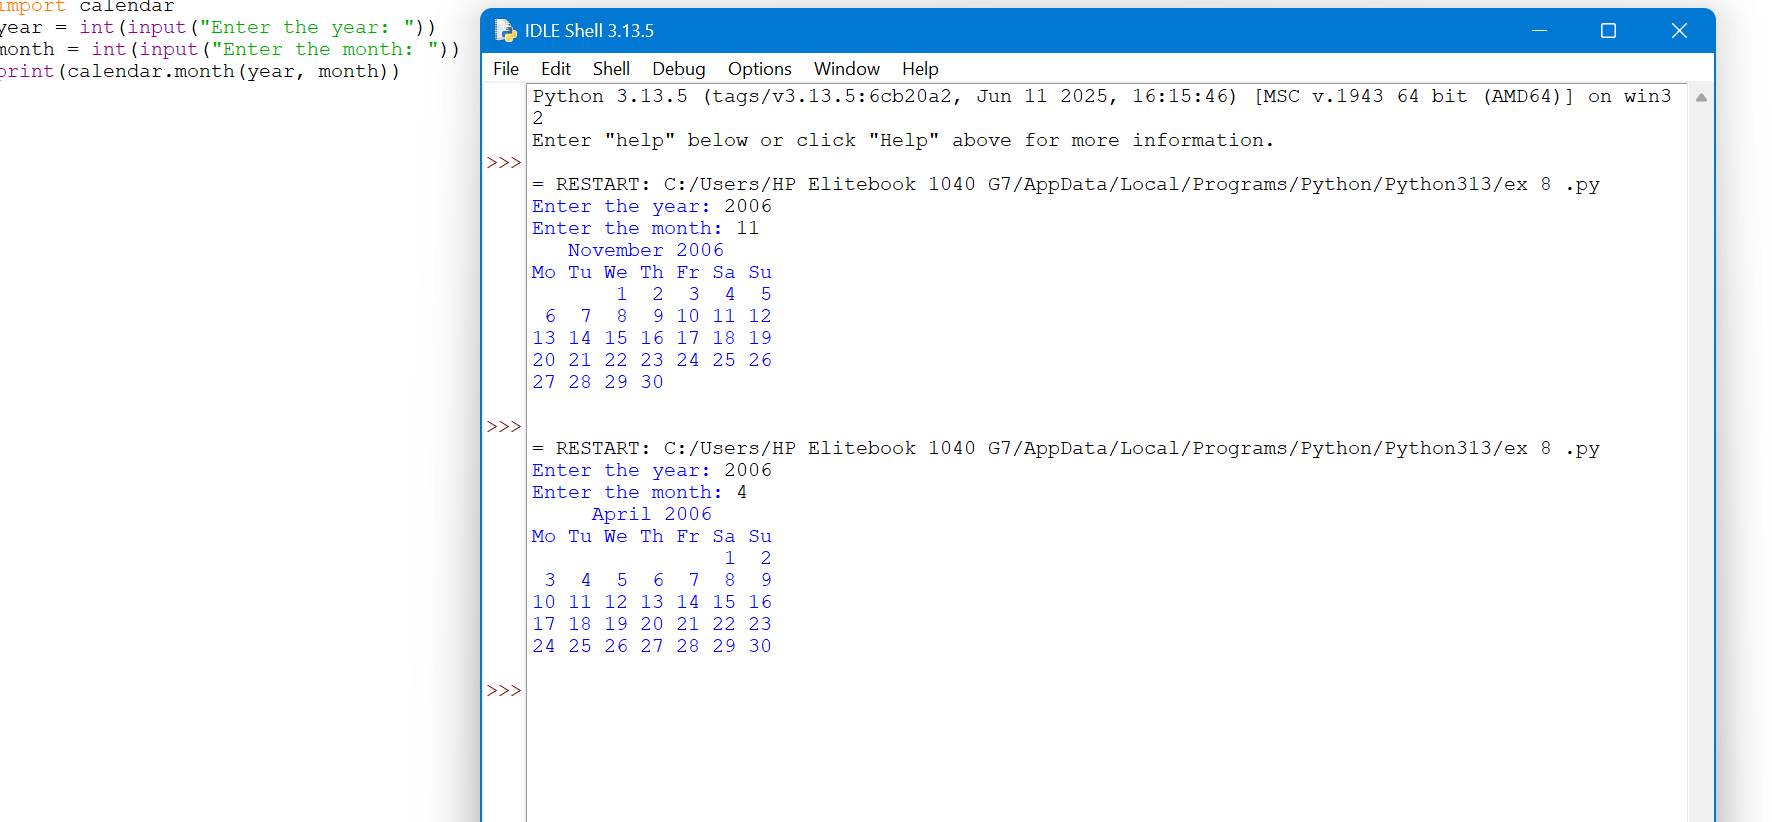 import calendar
year = int(input("Enter the year: "))
month = int(input("Enter the month: "))
print(calendar.month(year, month))
IDLE Shell 3.13.5
File Edit Shell Debug Options Window Help
Python 3.13.5 (tags/v3.13.5:6cb20a2, Jun 11 2025, 16:15:46) [MSC v.1943 64 bit (AMD64)] on win3
2
Enter "help" below or click "Help" above for more information.
>>>
= RESTART: C:/Users/HP Elitebook 1040 G7/AppData/Local/Programs/Python/Python313/ex 8 .py
Enter the year: 2006
Enter the month: 11
   November 2006
Mo Tu We Th Fr Sa Su
       1  2  3  4  5
 6  7  8  9 10 11 12
13 14 15 16 17 18 19
20 21 22 23 24 25 26
27 28 29 30
>>>
= RESTART: C:/Users/HP Elitebook 1040 G7/AppData/Local/Programs/Python/Python313/ex 8 .py
Enter the year: 2006
Enter the month: 4
     April 2006
Mo Tu We Th Fr Sa Su
                1  2
 3  4  5  6  7  8  9
10 11 12 13 14 15 16
17 18 19 20 21 22 23
24 25 26 27 28 29 30
>>>